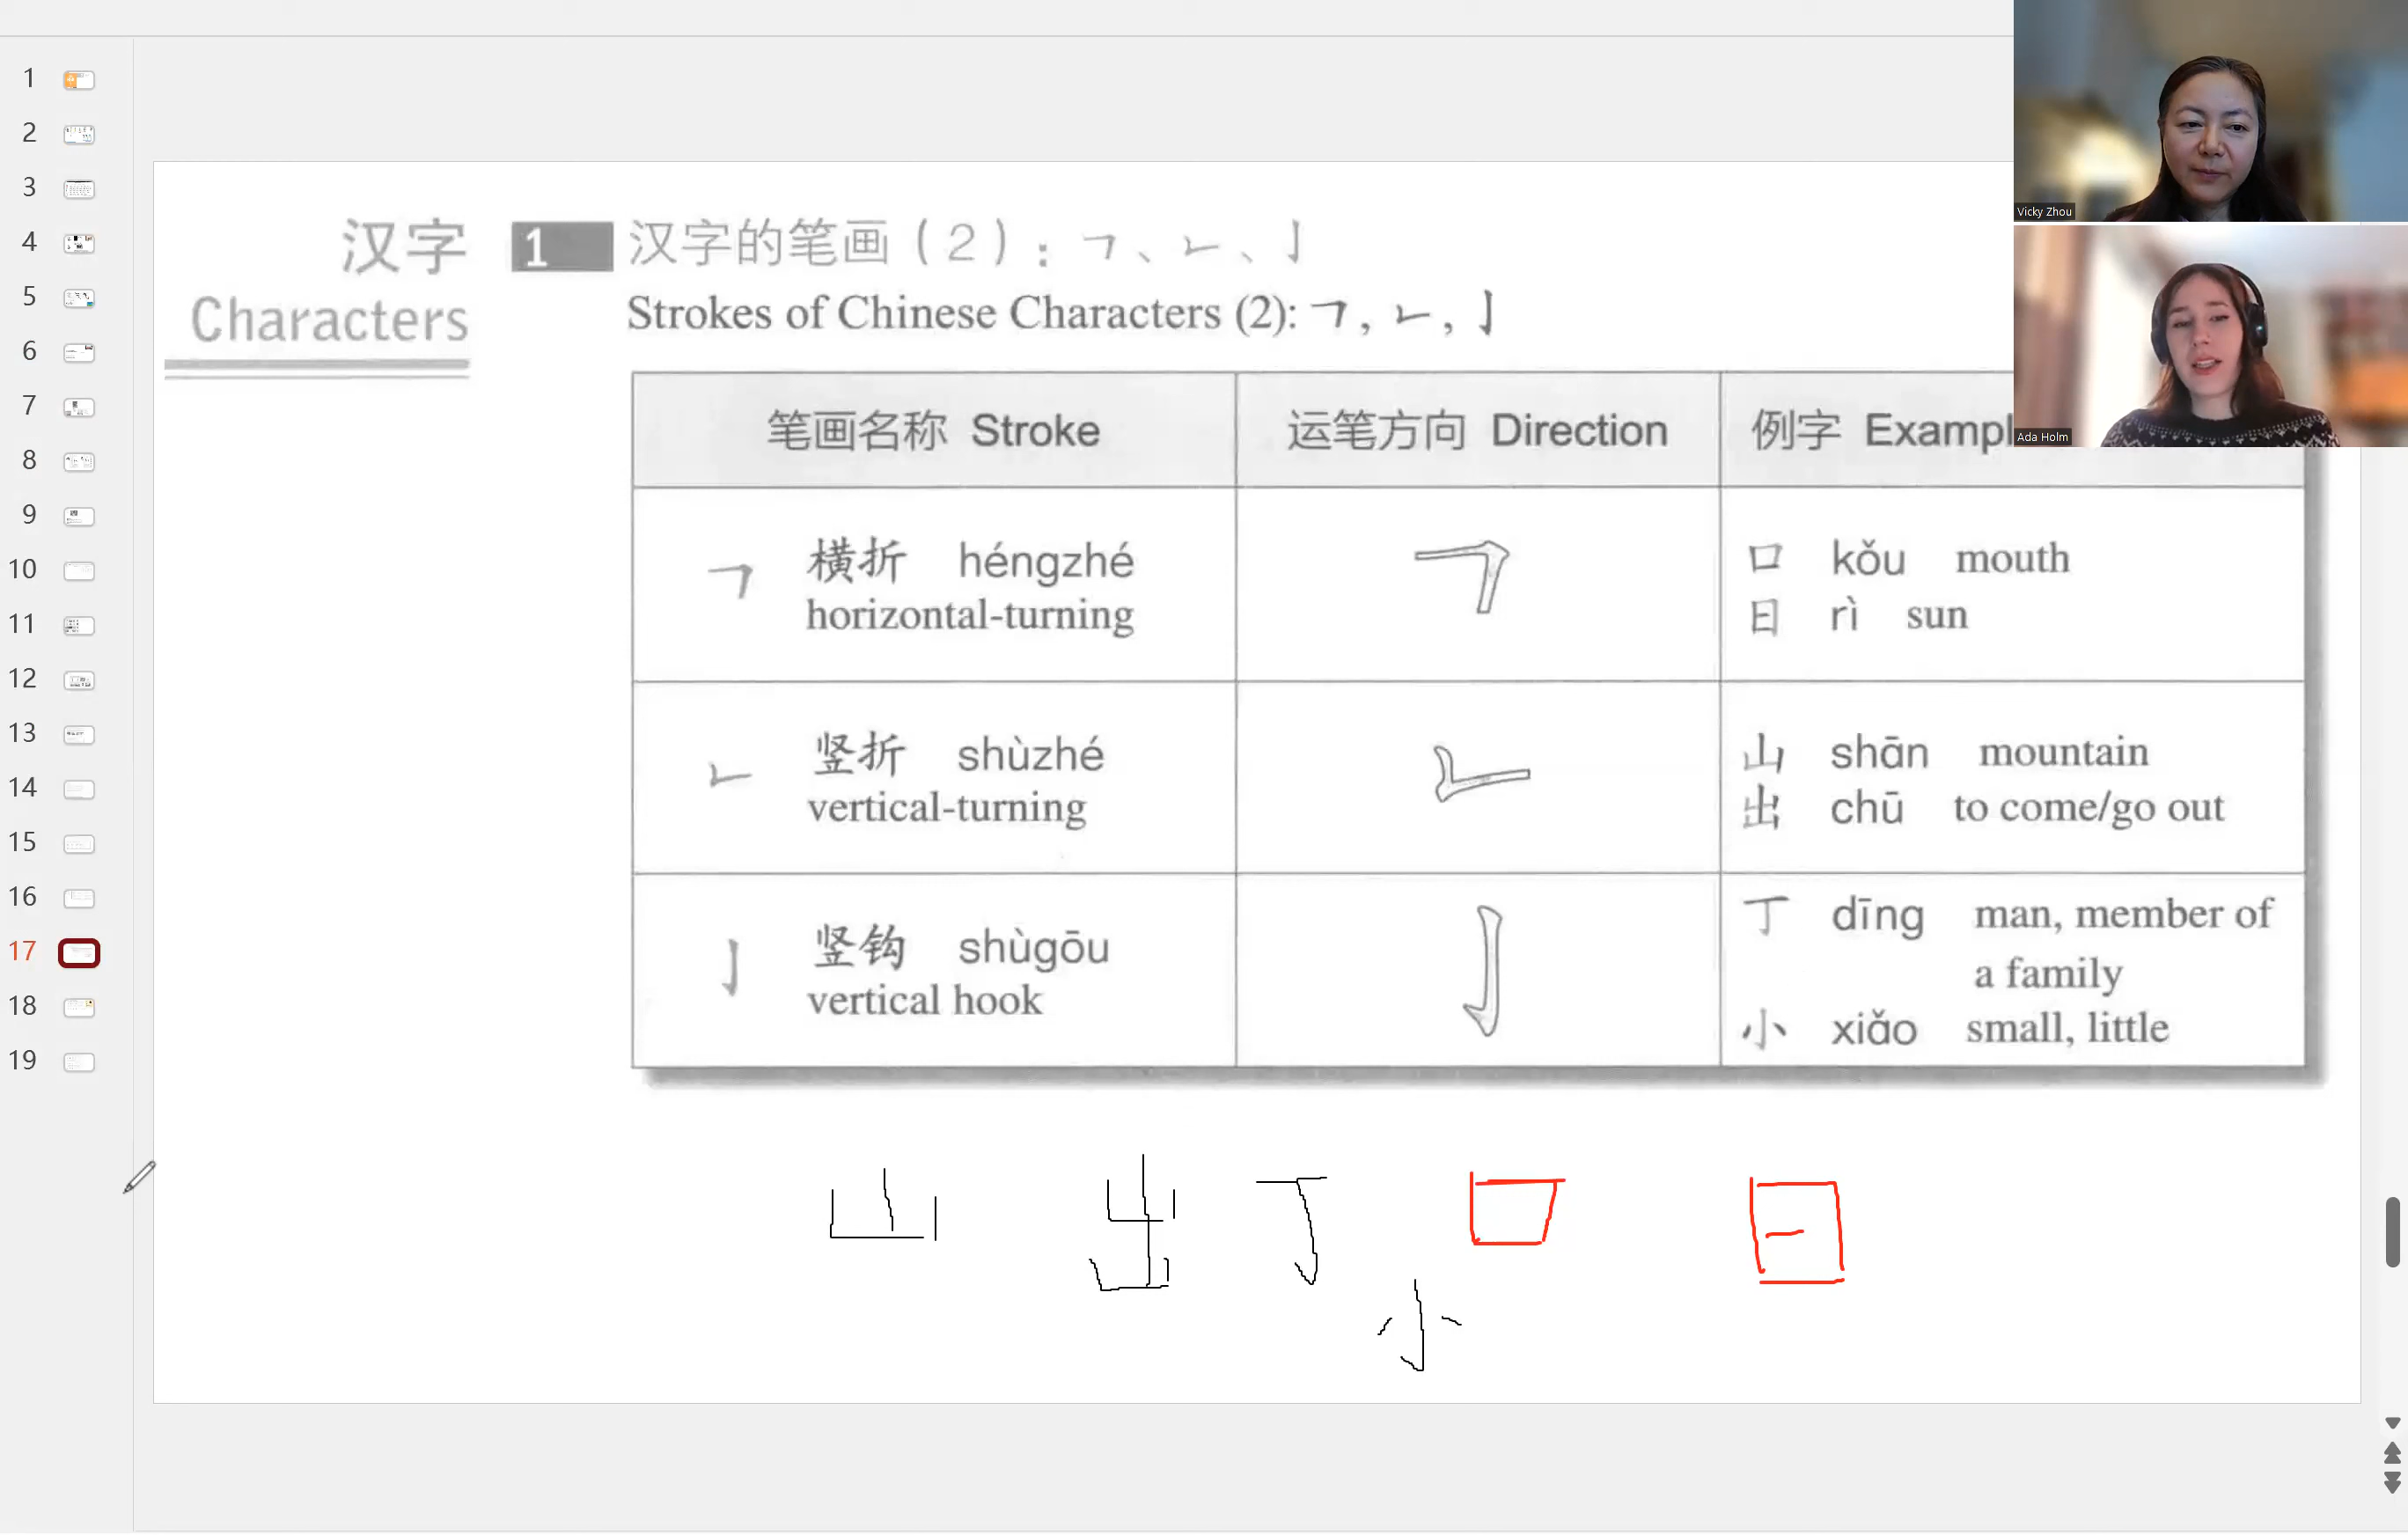 1
2
3
4
5
6
7
8
9
10
11
12
13
14
15
16
17
18
19
Vicky Zhou
Ada Holm
汉字
Characters
1 汉字的笔画（2）：㇕、㇗、亅
Strokes of Chinese Characters (2): ㇕, ㇗, 亅
笔画名称 Stroke 运笔方向 Direction 例字 Exampl
㇕ 横折 héngzhé
horizontal-turning
㇕
口 kǒu mouth
日 rì sun
㇗ 竖折 shùzhé
vertical-turning
㇗
山 shān mountain
出 chū to come/go out
亅 竖钩 shùgōu
vertical hook
亅
丁 dīng man, member of
a family
小 xiǎo small, little
山 出 丁 口 日
小